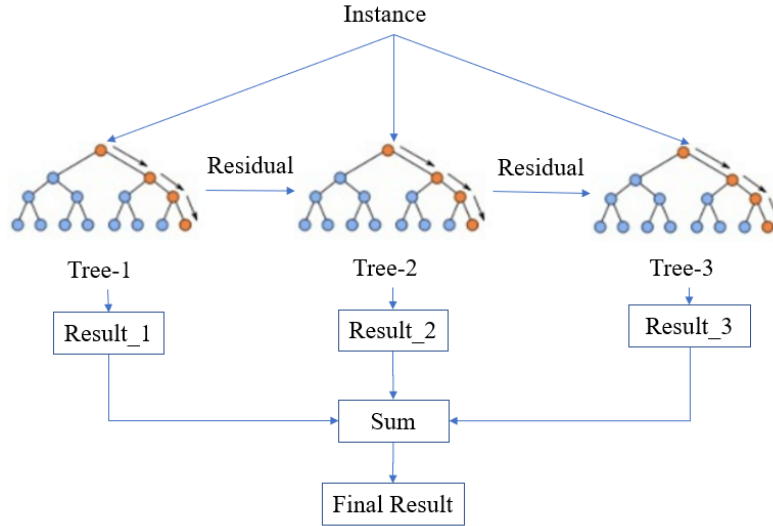 Instance
Residual
Residual
Tree-1
Tree-2
Tree-3
Result_1
Result_2
Result_3
Sum
Final Result